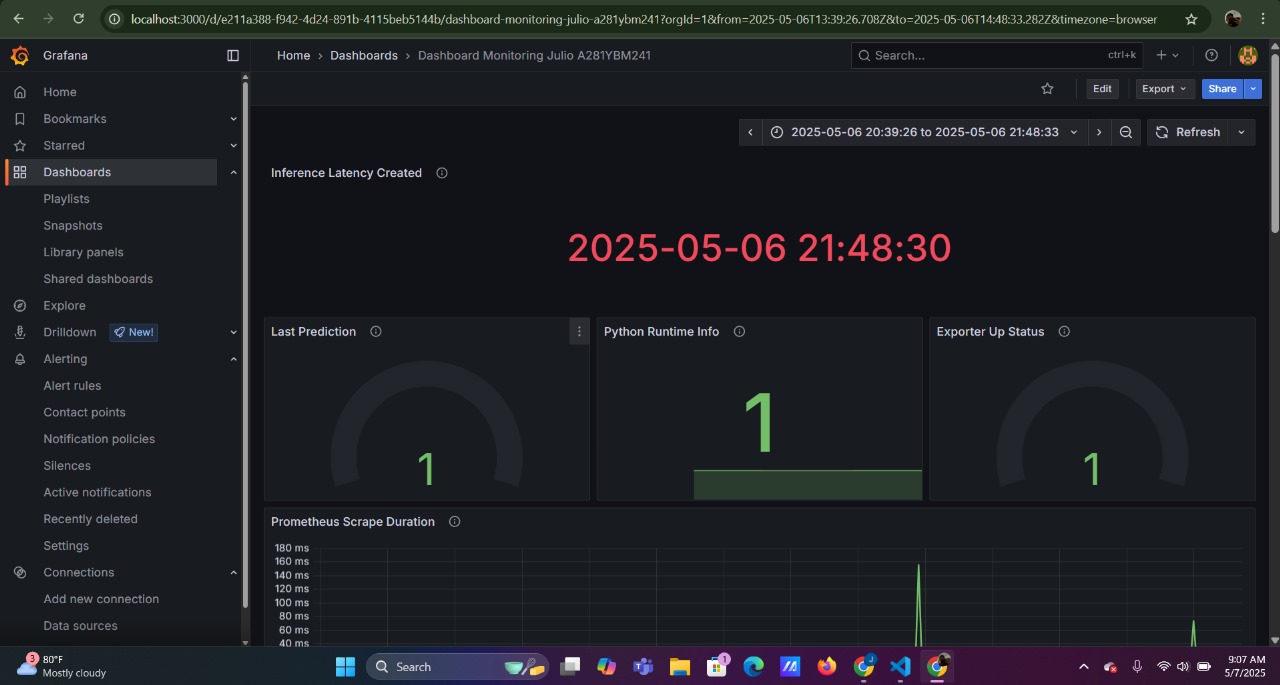 localhost:3000/d/e211a388-f942-4d24-891b-4115beb5144b/dashboard-monitoring-julio-a281ybm241?orgId=1&from=2025-05-06T13:39:26.708Z&to=2025-05-06T14:48:33.282Z&timezone=browser
Grafana
Home › Dashboards › Dashboard Monitoring Julio A281YBM241
Search...
ctrl+k
Edit
Export
Share
Home
Bookmarks
Starred
Dashboards
Playlists
Snapshots
Library panels
Shared dashboards
Explore
Drilldown
New!
Alerting
Alert rules
Contact points
Notification policies
Silences
Active notifications
Recently deleted
Settings
Connections
Add new connection
Data sources
2025-05-06 20:39:26 to 2025-05-06 21:48:33
Refresh
Inference Latency Created
2025-05-06 21:48:30
Last Prediction
1
Python Runtime Info
1
Exporter Up Status
1
Prometheus Scrape Duration
180 ms
160 ms
140 ms
120 ms
100 ms
80 ms
60 ms
40 ms
3
80°F
Mostly cloudy
Search
1
J
9:07 AM
5/7/2025